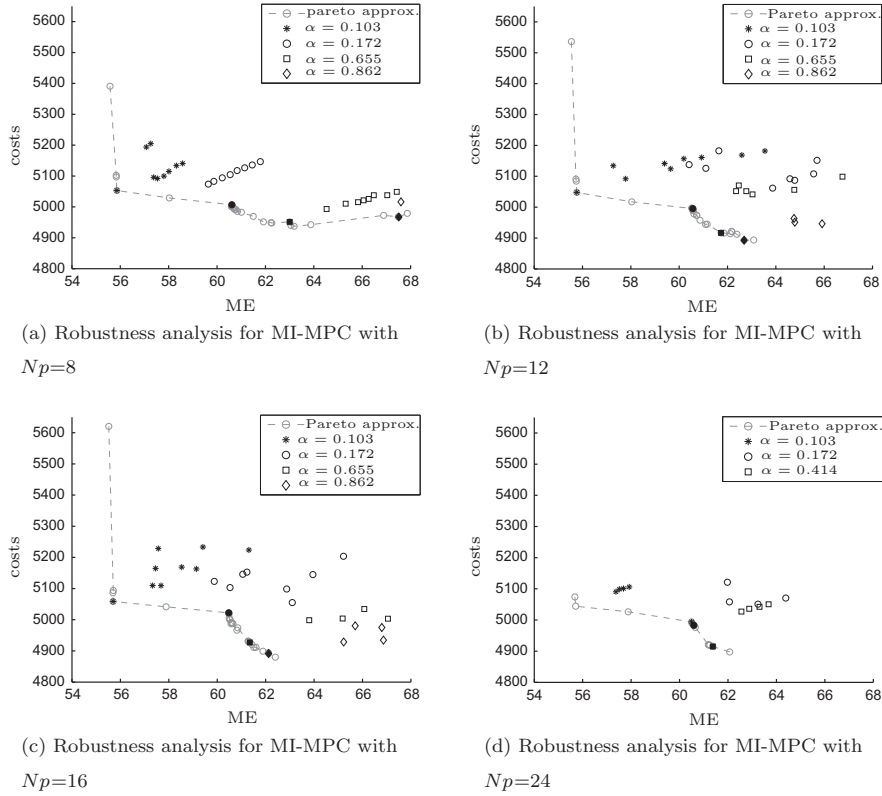 5600
5500
5400
5300
5200
5100
5000
4900
4800
costs
54 56 58 60 62 64 66 68
ME
pareto approx.
α = 0.103
α = 0.172
α = 0.655
α = 0.862
(a) Robustness analysis for MI-MPC with
Np=8
5600
5500
5400
5300
5200
5100
5000
4900
4800
costs
54 56 58 60 62 64 66 68
ME
Pareto approx.
α = 0.103
α = 0.172
α = 0.655
α = 0.862
(b) Robustness analysis for MI-MPC with
Np=12
5600
5500
5400
5300
5200
5100
5000
4900
4800
costs
54 56 58 60 62 64 66 68
ME
Pareto approx.
α = 0.103
α = 0.172
α = 0.655
α = 0.862
(c) Robustness analysis for MI-MPC with
Np=16
5600
5500
5400
5300
5200
5100
5000
4900
4800
costs
54 56 58 60 62 64 66 68
ME
Pareto approx.
α = 0.103
α = 0.172
α = 0.414
(d) Robustness analysis for MI-MPC with
Np=24